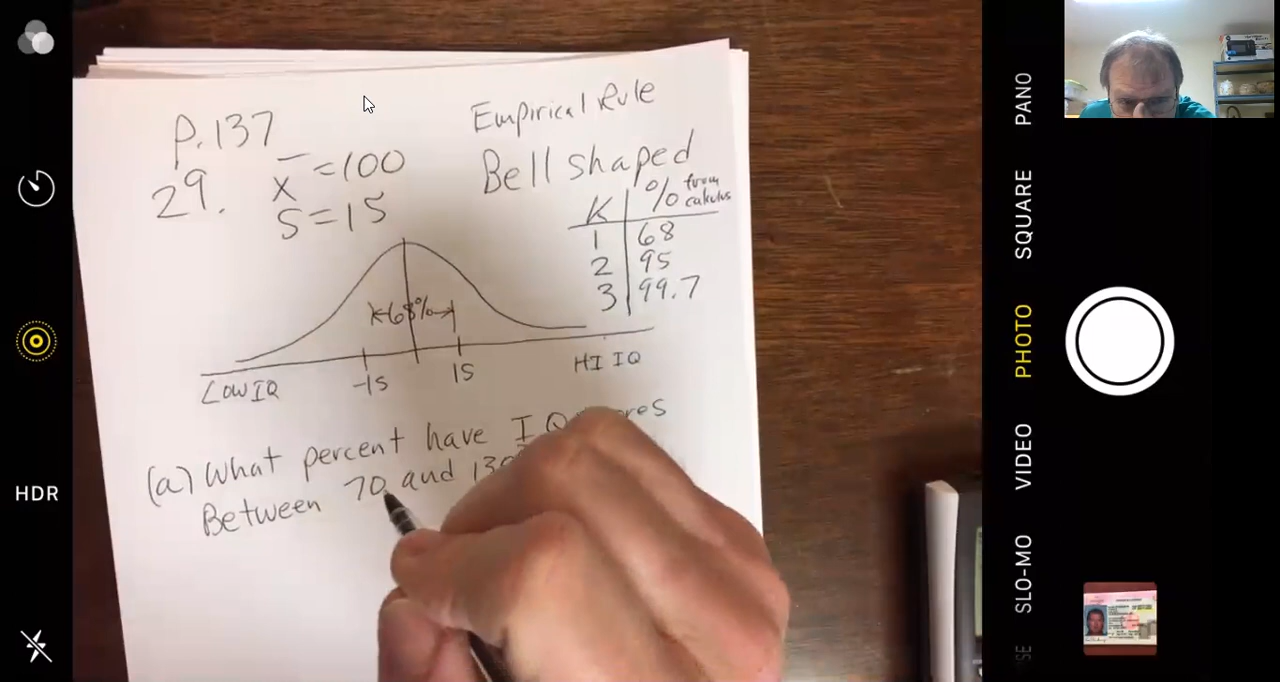 P.137
29. x̄ =100
S=15
Empirical Rule
Bell shaped
K % from calculus
1 68
2 95
3 99.7
68%
-1S 1S
LOW IQ HI IQ
(a) What percent have IQ
Between 70 and 130
HDR
PANO
SQUARE
PHOTO
VIDEO
SLO-MO